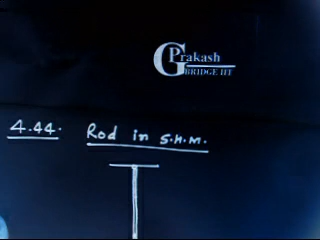 G Prakash
BRIDGE IIT
4.44. Rod in S.H.M.